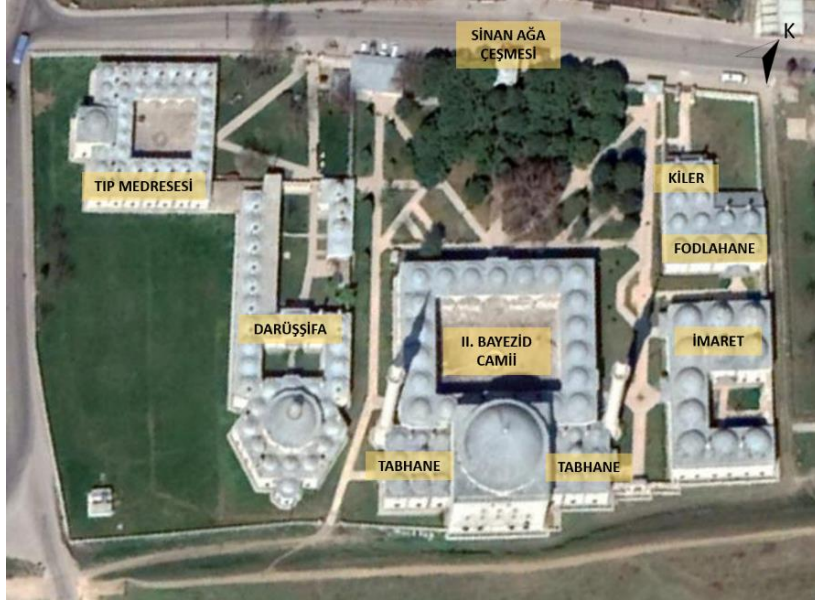 SİNAN AĞA
ÇEŞMESİ
K
TIP MEDRESESİ
KİLER
FODLAHANE
DARÜŞŞİFA
II. BAYEZİD
CAMİİ
İMARET
TABHANE
TABHANE